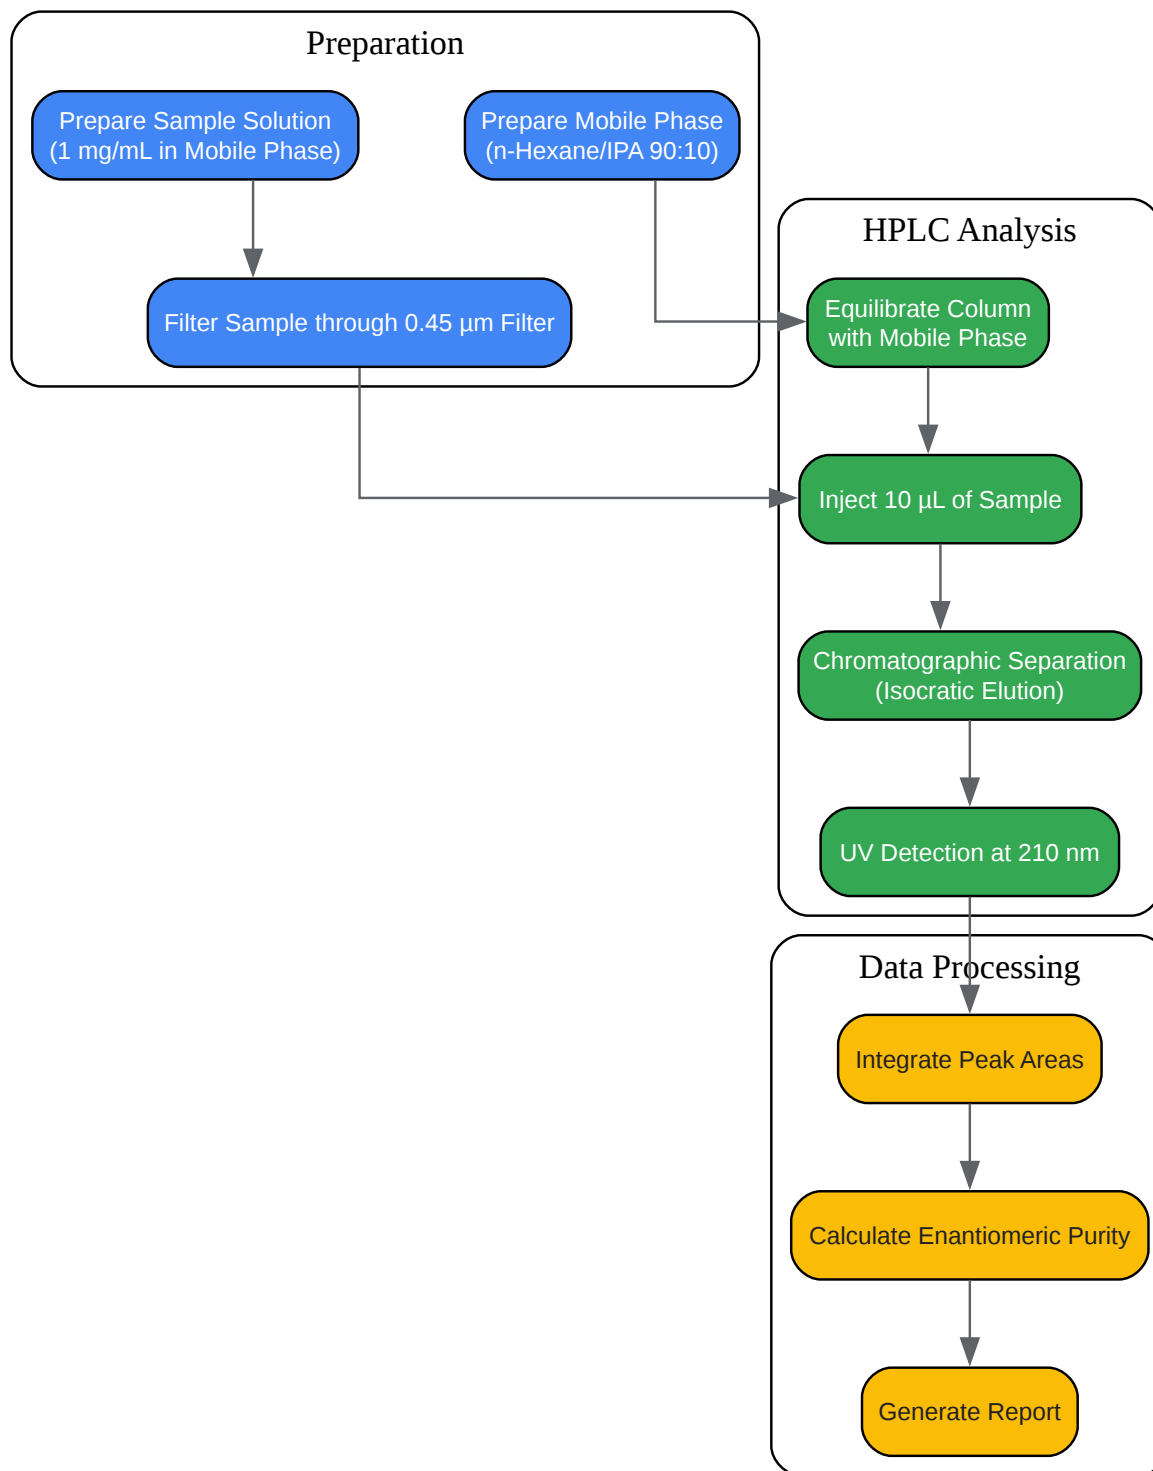 Preparation
Prepare Sample Solution
(1 mg/mL in Mobile Phase)
Prepare Mobile Phase
(n-Hexane/IPA 90:10)
Filter Sample through 0.45 µm Filter
HPLC Analysis
Equilibrate Column
with Mobile Phase
Inject 10 µL of Sample
Chromatographic Separation
(Isocratic Elution)
UV Detection at 210 nm
Data Processing
Integrate Peak Areas
Calculate Enantiomeric Purity
Generate Report